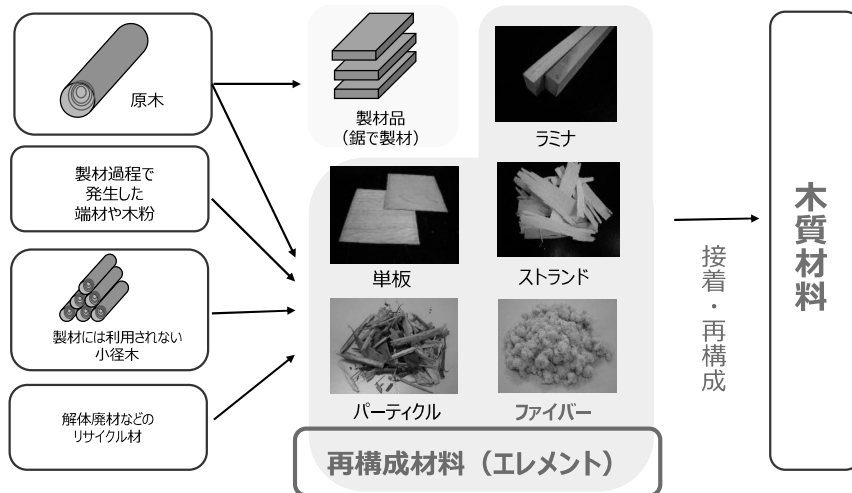 原木
製材過程で
発生した
端材や木粉
製材には利用されない
小径木
解体廃材などの
リサイクル材
製材品
（鋸で製材）
ラミナ
単板
ストランド
パーティクル
ファイバー
再構成材料（エレメント）
接着・再構成
木質材料